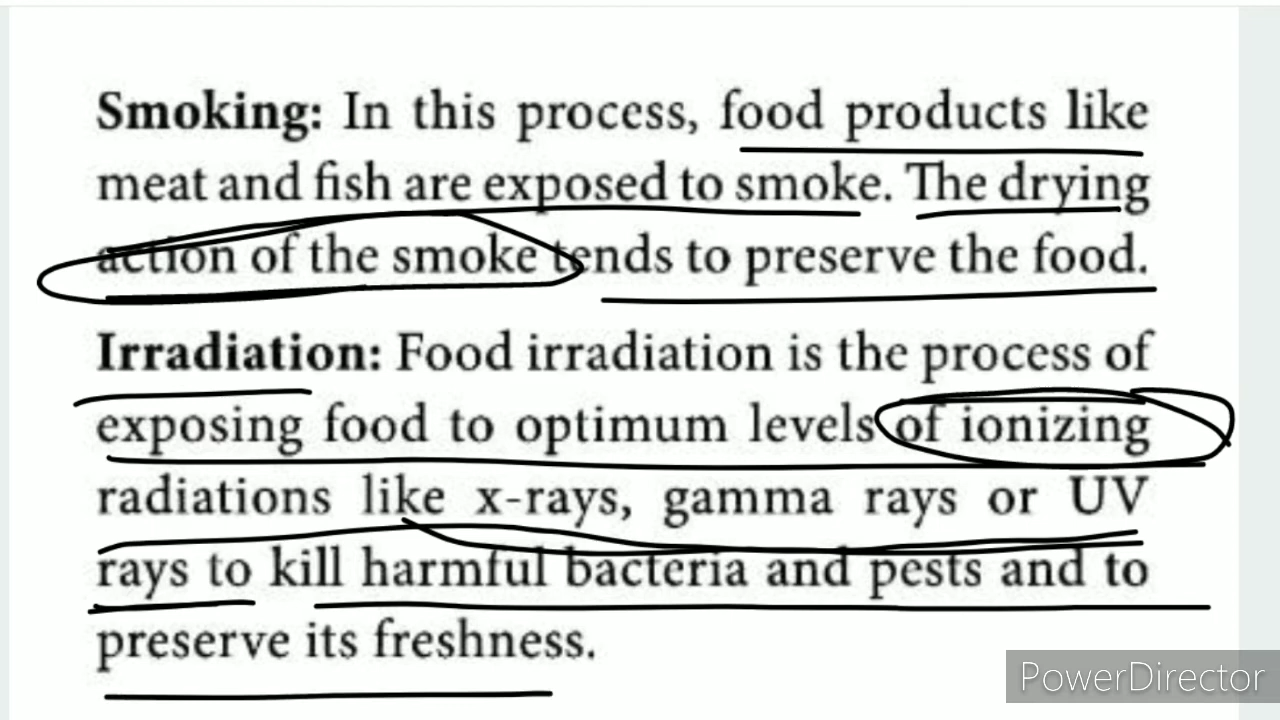 Smoking: In this process, food products like
meat and fish are exposed to smoke. The drying
action of the smoke tends to preserve the food.
Irradiation: Food irradiation is the process of
exposing food to optimum levels of ionizing
radiations like x-rays, gamma rays or UV
rays to kill harmful bacteria and pests and to
preserve its freshness.
PowerDirector